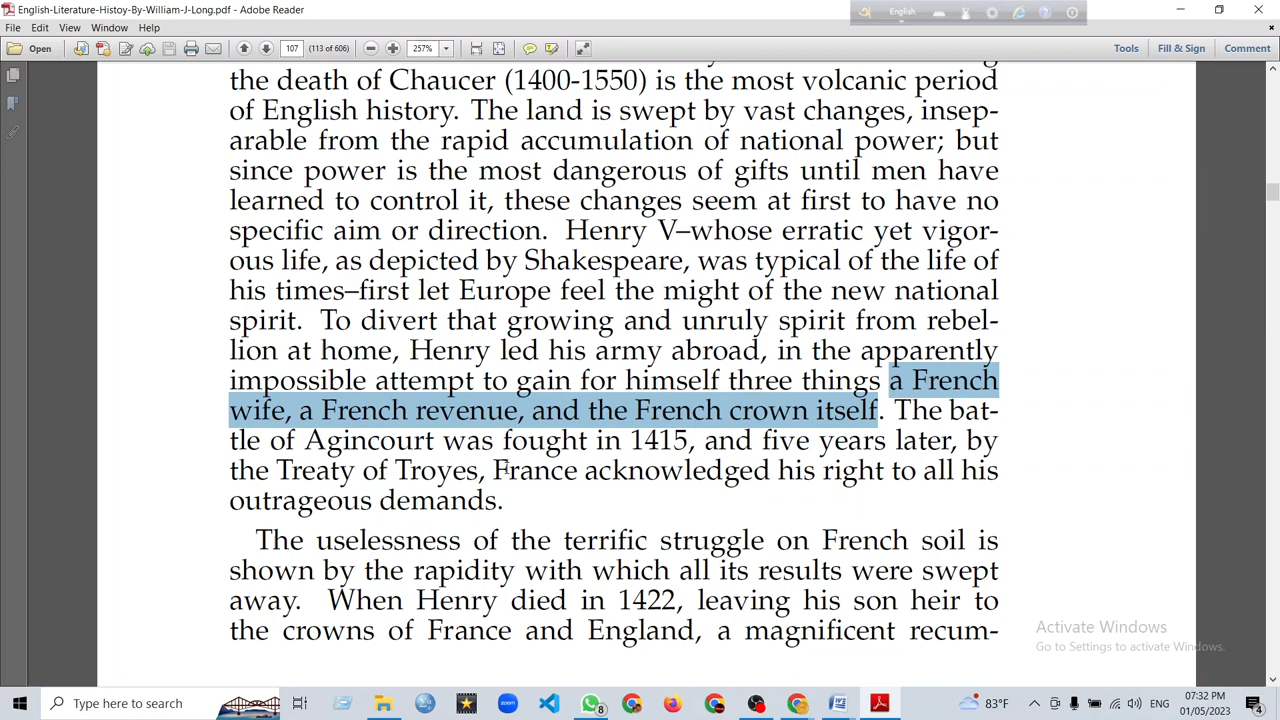 English-Literature-Histoy-By-William-J-Long.pdf - Adobe Reader
English
File Edit View Window Help
Open 107 (113 of 606) 257% Tools Fill & Sign Comment
the death of Chaucer (1400-1550) is the most volcanic period
of English history. The land is swept by vast changes, insep-
arable from the rapid accumulation of national power; but
since power is the most dangerous of gifts until men have
learned to control it, these changes seem at first to have no
specific aim or direction. Henry V–whose erratic yet vigor-
ous life, as depicted by Shakespeare, was typical of the life of
his times–first let Europe feel the might of the new national
spirit. To divert that growing and unruly spirit from rebel-
lion at home, Henry led his army abroad, in the apparently
impossible attempt to gain for himself three things a French
wife, a French revenue, and the French crown itself. The bat-
tle of Agincourt was fought in 1415, and five years later, by
the Treaty of Troyes, France acknowledged his right to all his
outrageous demands.
The uselessness of the terrific struggle on French soil is
shown by the rapidity with which all its results were swept
away. When Henry died in 1422, leaving his son heir to
the crowns of France and England, a magnificent recum-
Activate Windows
Go to Settings to activate Windows.
Type here to search
zoom
8
83°F
ENG
07:32 PM
01/05/2023
4